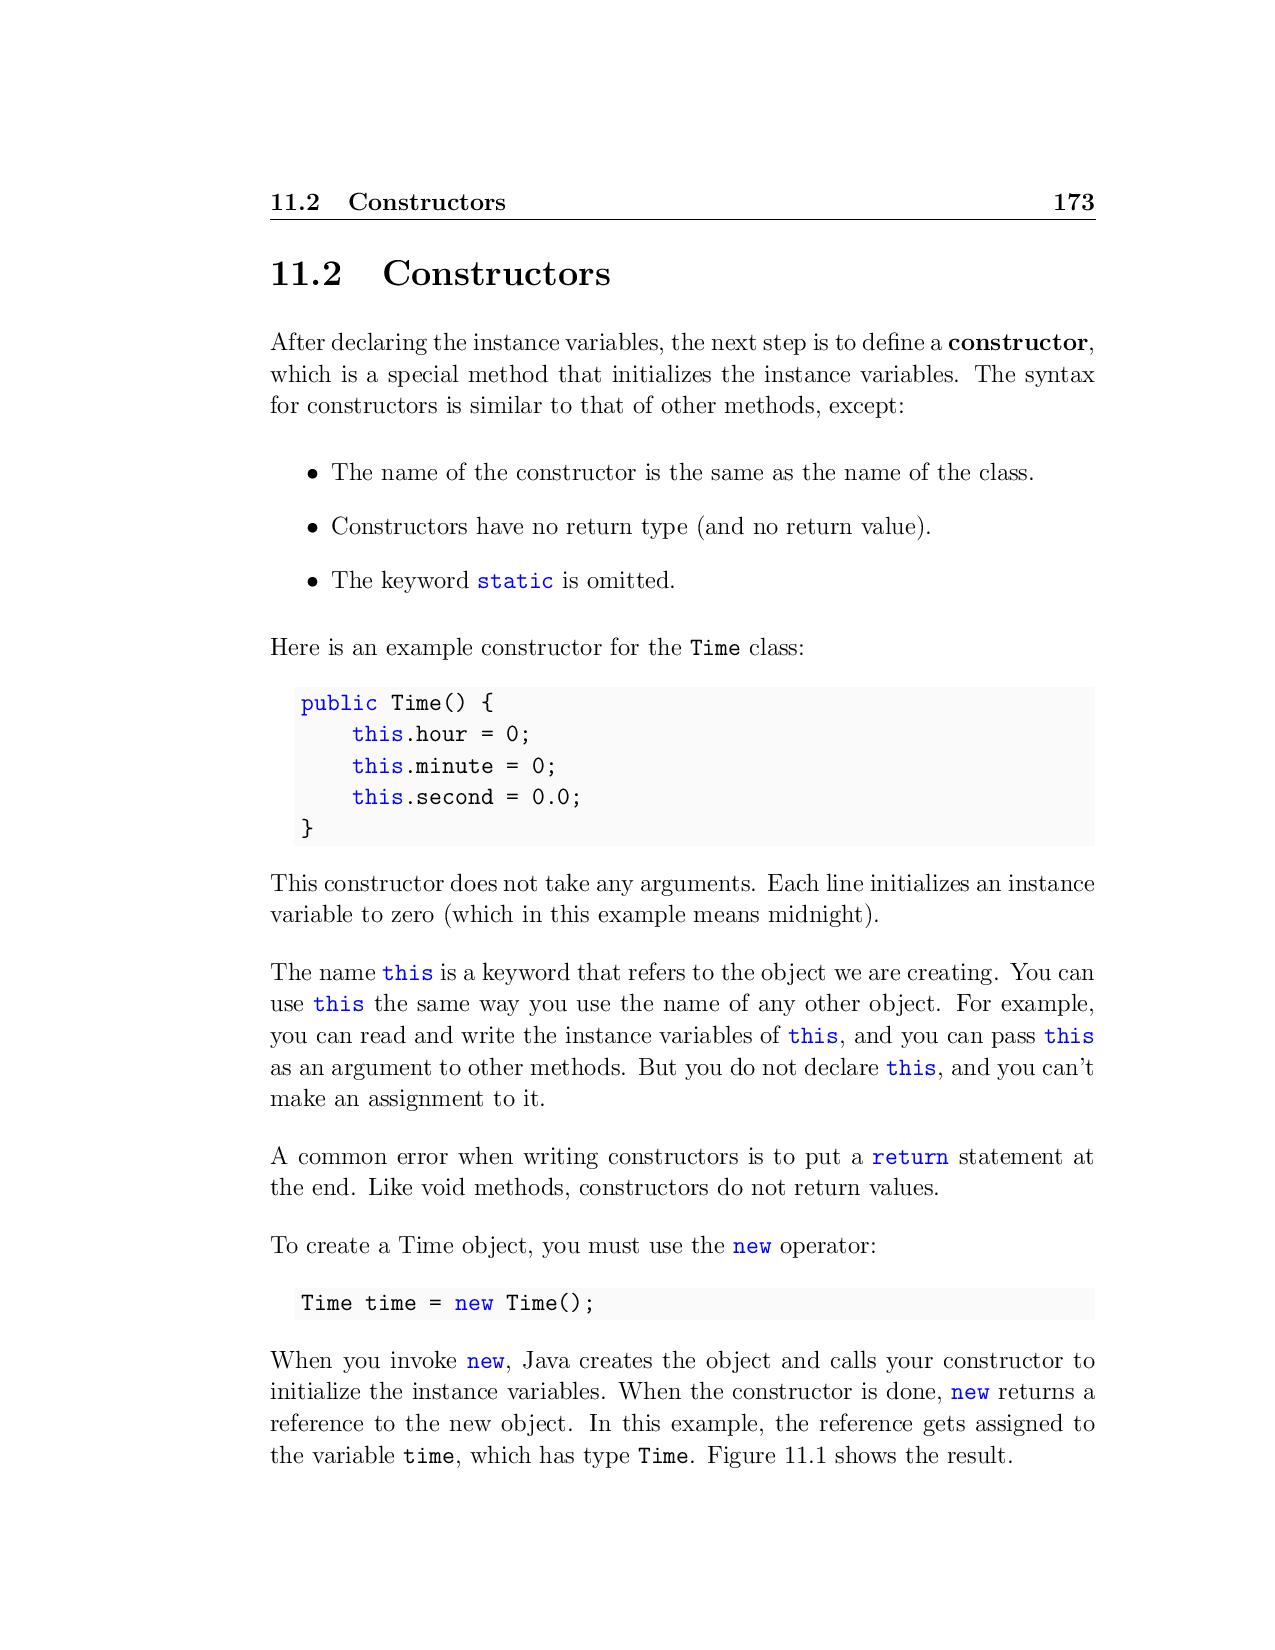 11.2 Constructors 173
11.2 Constructors
After declaring the instance variables, the next step is to define a constructor,
which is a special method that initializes the instance variables. The syntax
for constructors is similar to that of other methods, except:
• The name of the constructor is the same as the name of the class.
• Constructors have no return type (and no return value).
• The keyword static is omitted.
Here is an example constructor for the Time class:
public Time() {
    this.hour = 0;
    this.minute = 0;
    this.second = 0.0;
}
This constructor does not take any arguments. Each line initializes an instance
variable to zero (which in this example means midnight).
The name this is a keyword that refers to the object we are creating. You can
use this the same way you use the name of any other object. For example,
you can read and write the instance variables of this, and you can pass this
as an argument to other methods. But you do not declare this, and you can't
make an assignment to it.
A common error when writing constructors is to put a return statement at
the end. Like void methods, constructors do not return values.
To create a Time object, you must use the new operator:
Time time = new Time();
When you invoke new, Java creates the object and calls your constructor to
initialize the instance variables. When the constructor is done, new returns a
reference to the new object. In this example, the reference gets assigned to
the variable time, which has type Time. Figure 11.1 shows the result.